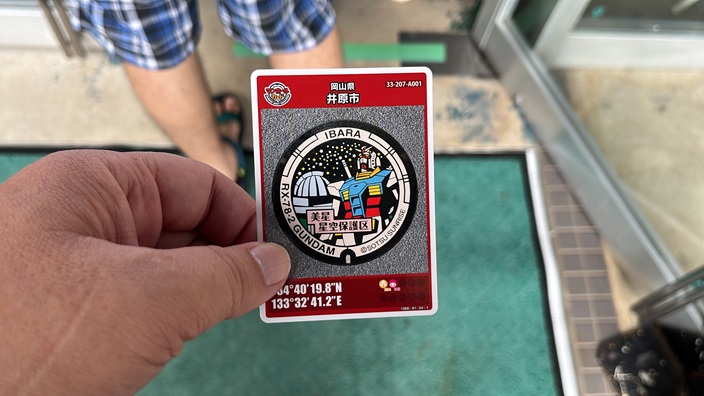 岡山県
井原市
33-207-A001
IBARA
RX-78-2 GUNDAM
美星
星空保護区
©SOTSU・SUNRISE
34°40'19.8"N
133°32'41.2"E